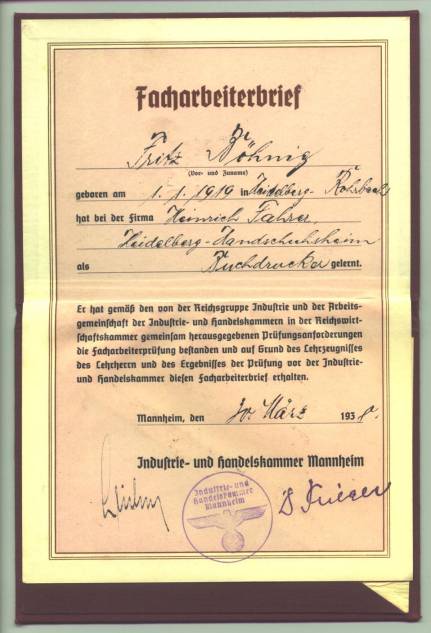 Facharbeiterbrief
Fritz Böhnig
(Vor- und Zuname)
geboren am 1.1.1919 in Heidelberg-Rohrbach
hat bei der Firma Heinrich Fahrer
Heidelberg-Handschuhsheim
als Buchdrucker gelernt.
Er hat gemäß den von der Reichsgruppe Industrie und der Arbeits-
gemeinschaft der Industrie- und Handelskammern in der Reichswirt-
schaftskammer gemeinsam herausgegebenen Prüfungsanforderungen
die Facharbeiterprüfung bestanden und auf Grund des Lehrzeugnisses
des Lehrherrn und des Ergebnisses der Prüfung vor der Industrie-
und Handelskammer diesen Facharbeiterbrief erhalten.
Mannheim, den 30. März 1938.
Industrie- und Handelskammer Mannheim
Industrie- und
Handelskammer
Mannheim